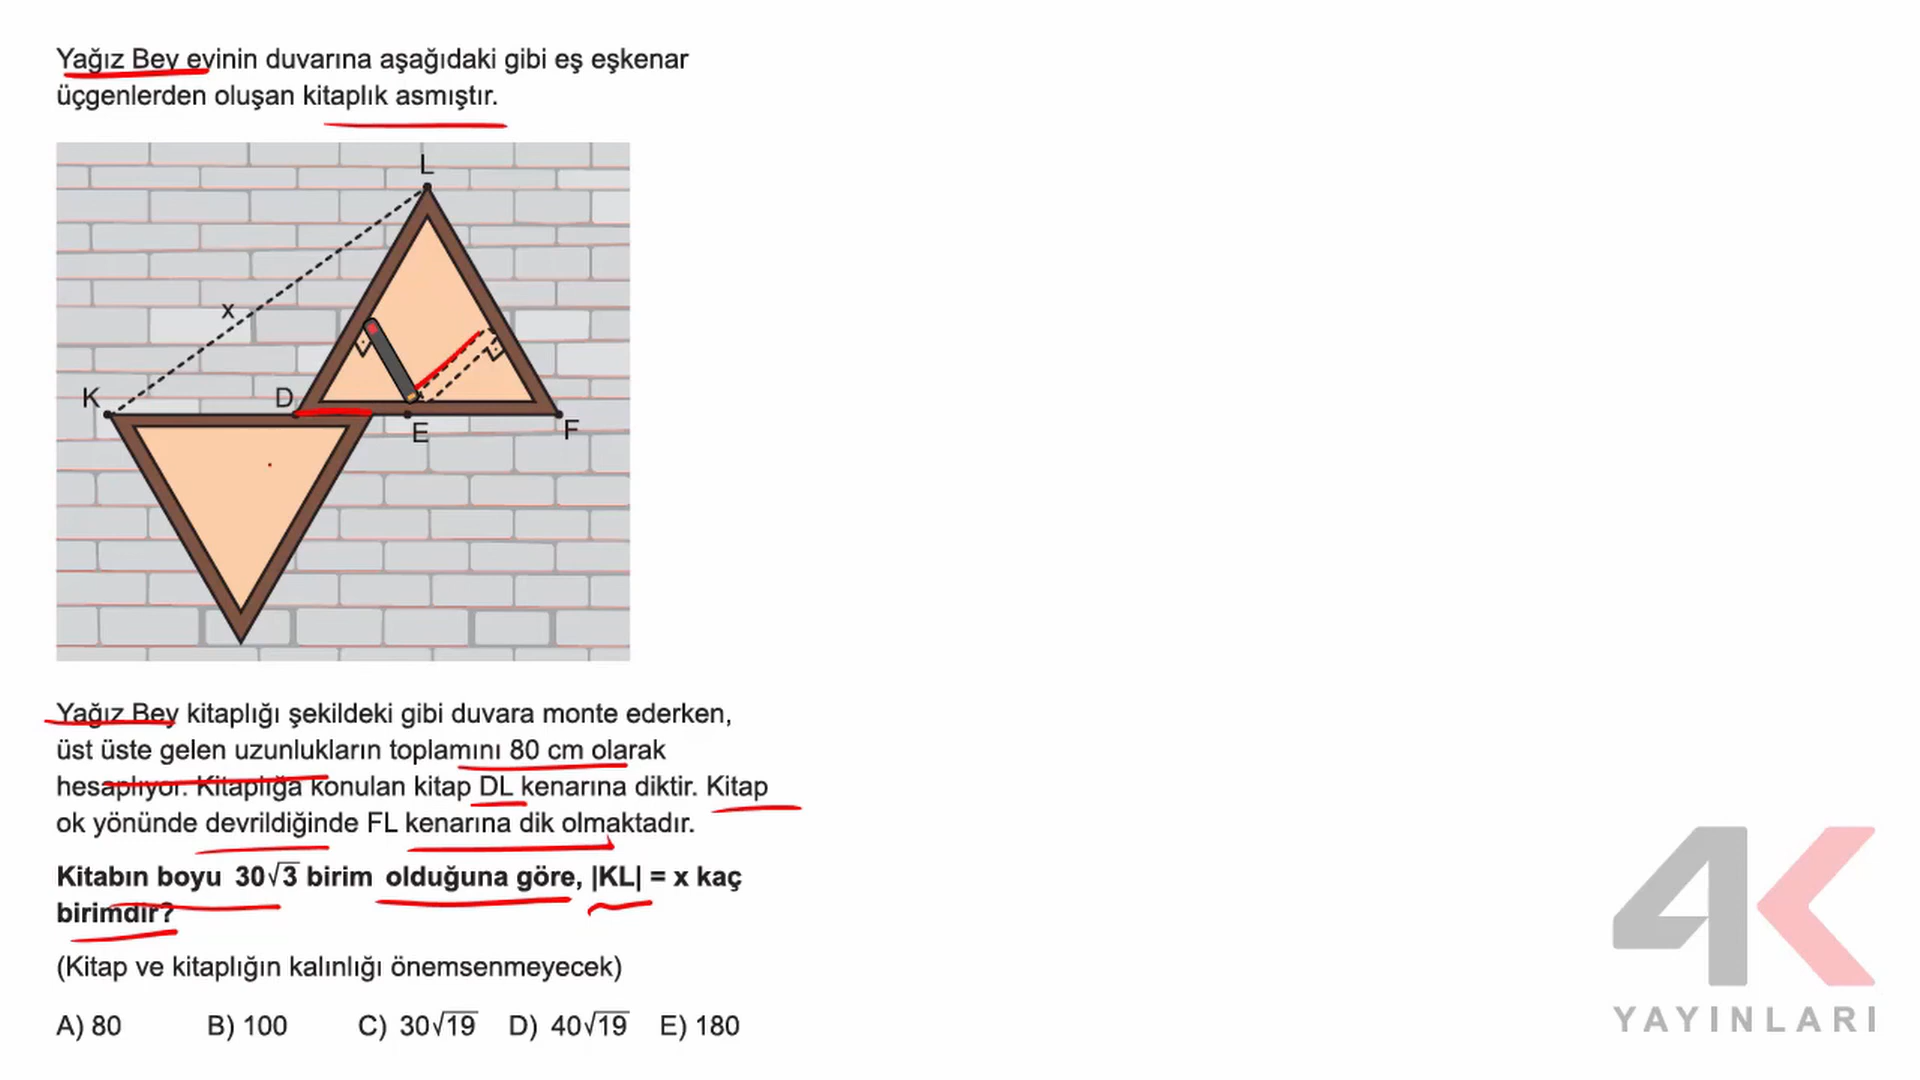 Yağız Bey evinin duvarına aşağıdaki gibi eş eşkenar
üçgenlerden oluşan kitaplık asmıştır.
L
x
K
D
E
F
Yağız Bey kitaplığı şekildeki gibi duvara monte ederken,
üst üste gelen uzunlukların toplamını 80 cm olarak
hesaplıyor. Kitaplığa konulan kitap DL kenarına diktir. Kitap
ok yönünde devrildiğinde FL kenarına dik olmaktadır.
Kitabın boyu 30√3 birim olduğuna göre, |KL| = x kaç
birimdir?
(Kitap ve kitaplığın kalınlığı önemsenmeyecek)
A) 80 B) 100 C) 30√19 D) 40√19 E) 180
4K
YAYINLARI